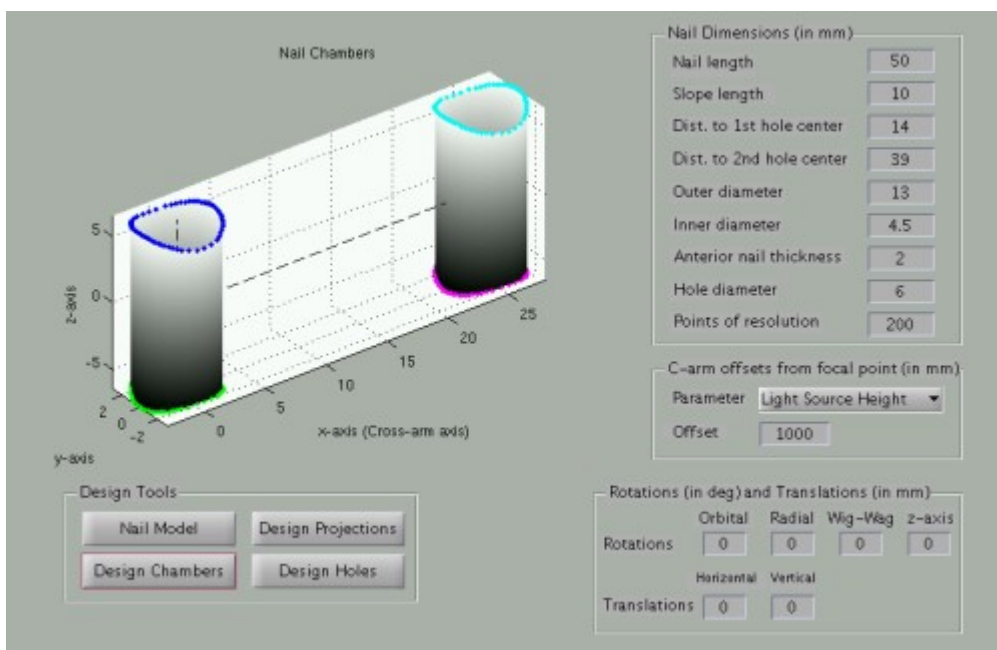 Nail Chambers
5
0
-5
z-axis
2
0
-2
y-axis
0
5
10
15
20
25
x-axis (Cross-arm axis)
Nail Dimensions (in mm)
Nail length 50
Slope length 10
Dist. to 1st hole center 14
Dist. to 2nd hole center 39
Outer diameter 13
Inner diameter 4.5
Anterior nail thickness 2
Hole diameter 6
Points of resolution 200
C-arm offsets from focal point (in mm)
Parameter Light Source Height
Offset 1000
Design Tools
Nail Model Design Projections
Design Chambers Design Holes
Rotations (in deg) and Translations (in mm)
Orbital Radial Wig-Wag z-axis
Rotations 0 0 0 0
Horizontal Vertical
Translations 0 0